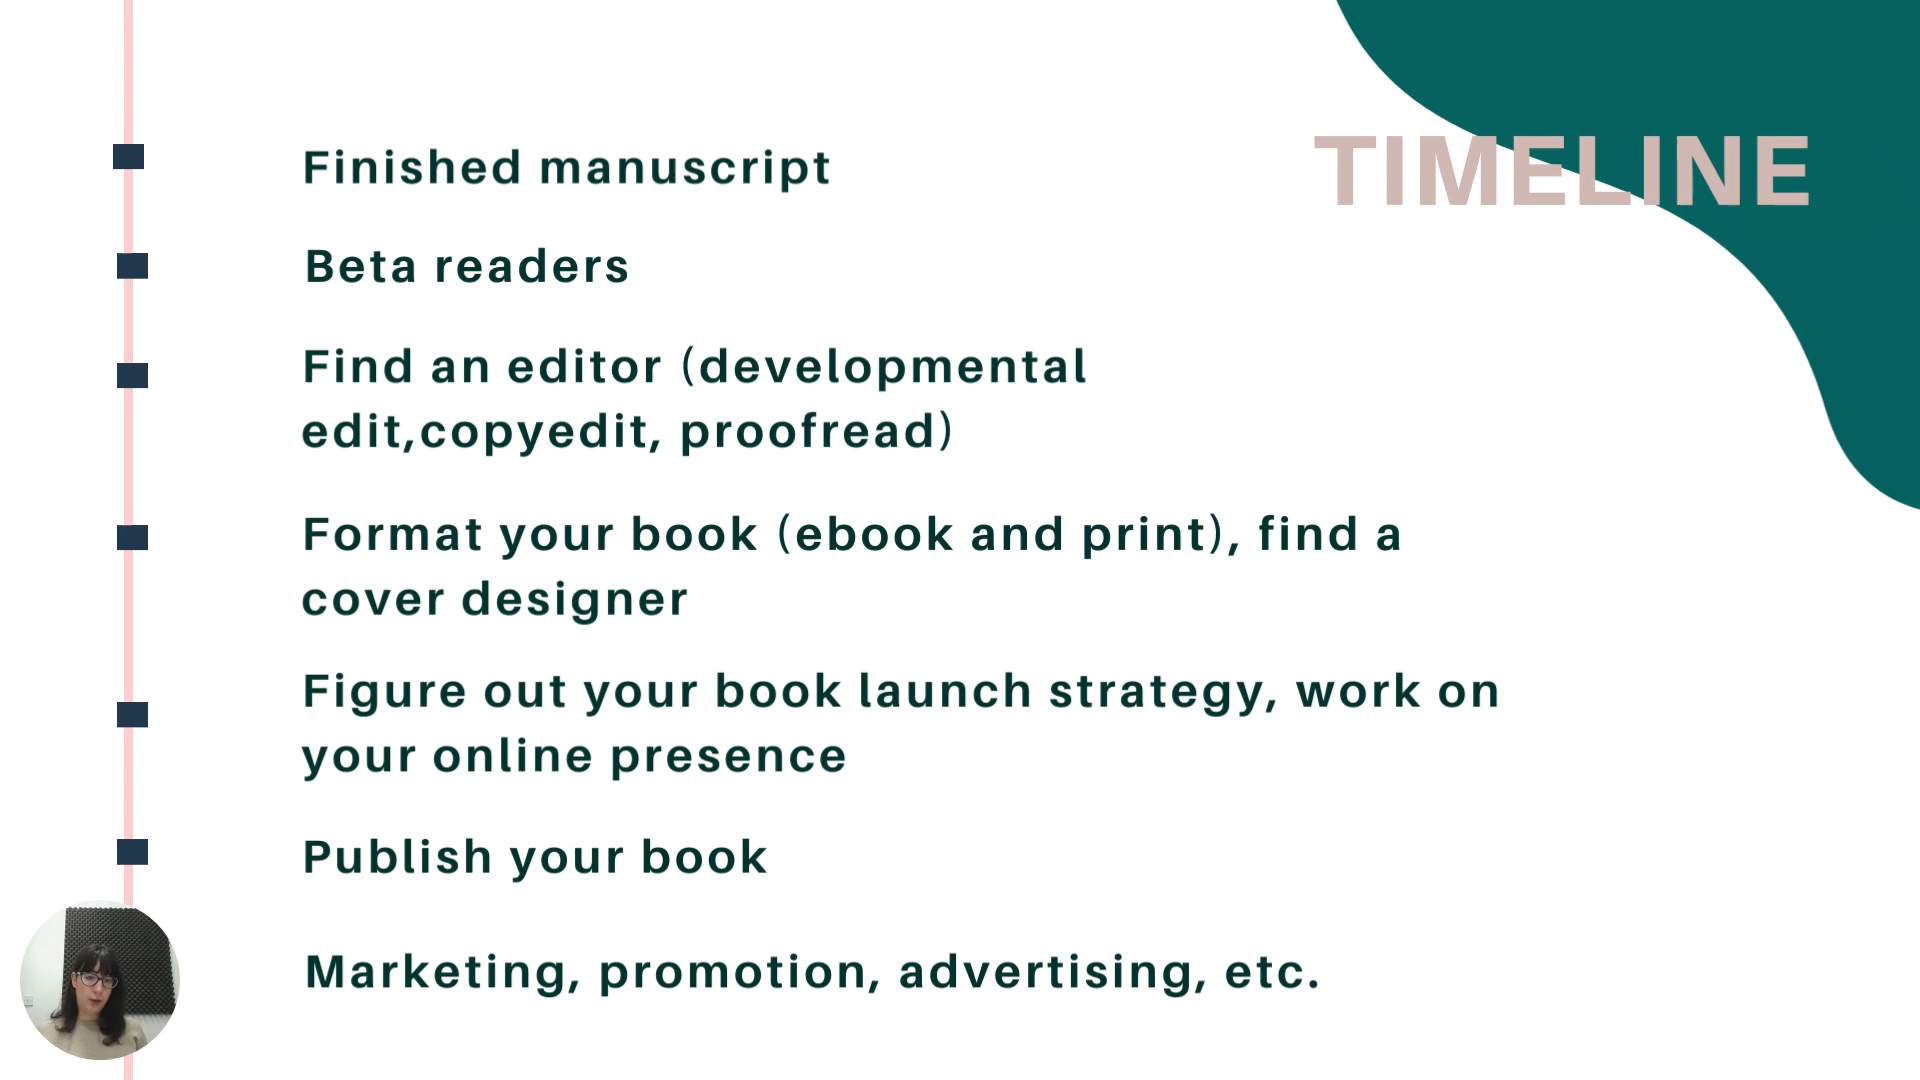 TIMELINE
Finished manuscript
Beta readers
Find an editor (developmental
edit,copyedit, proofread)
Format your book (ebook and print), find a
cover designer
Figure out your book launch strategy, work on
your online presence
Publish your book
Marketing, promotion, advertising, etc.